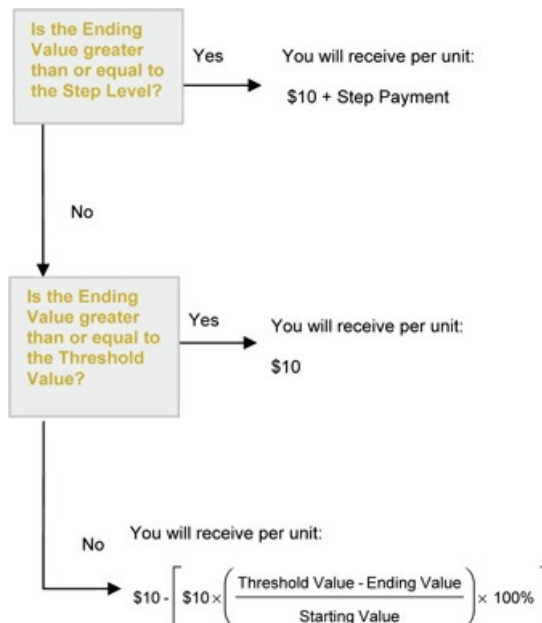 Is the Ending
Value greater
than or equal to
the Step Level?
Yes
You will receive per unit:
$10 + Step Payment
No
Is the Ending
Value greater
than or equal to
the Threshold
Value?
Yes
You will receive per unit:
$10
No
You will receive per unit:
$10 - [ $10 × ( Threshold Value - Ending Value / Starting Value ) × 100% ]